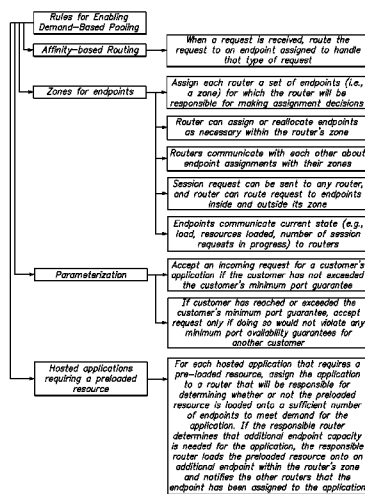 Rules for Enabling
Demand-Based Pooling
Affinity-based Routing
When a request is received, route the
request to an endpoint assigned to handle
that type of request
Zones for endpoints
Assign each router a set of endpoints (i.e.,
a zone) for which the router will be
responsible for making assignment decisions
Router can assign or reallocate endpoints
as necessary within the router's zone
Routers communicate with each other about
endpoint assignments with their zones
Session request can be sent to any router,
and router can route request to endpoints
inside and outside its zone
Endpoints communicate current state (e.g.,
load, resources loaded, number of session
requests in progress) to routers
Parameterization
Accept an incoming request for a customer's
application if the customer has not exceeded
the customer's minimum port guarantee
If customer has reached or exceeded the
customer's minimum port guarantee, accept
request only if doing so would not violate any
minimum port availability guarantees for
another customer
Hosted applications
requiring a preloaded
resource
For each hosted application that requires a
pre-loaded resource, assign the application
to a router that will be responsible for
determining whether or not the preloaded
resource is loaded onto a sufficient number
of endpoints to meet demand for the
application. If the responsible router
determines that additional endpoint capacity
is needed for the application, the responsible
router loads the preloaded resource onto an
additional endpoint within the router's zone
and notifies the other routers that the
endpoint has been assigned to the application